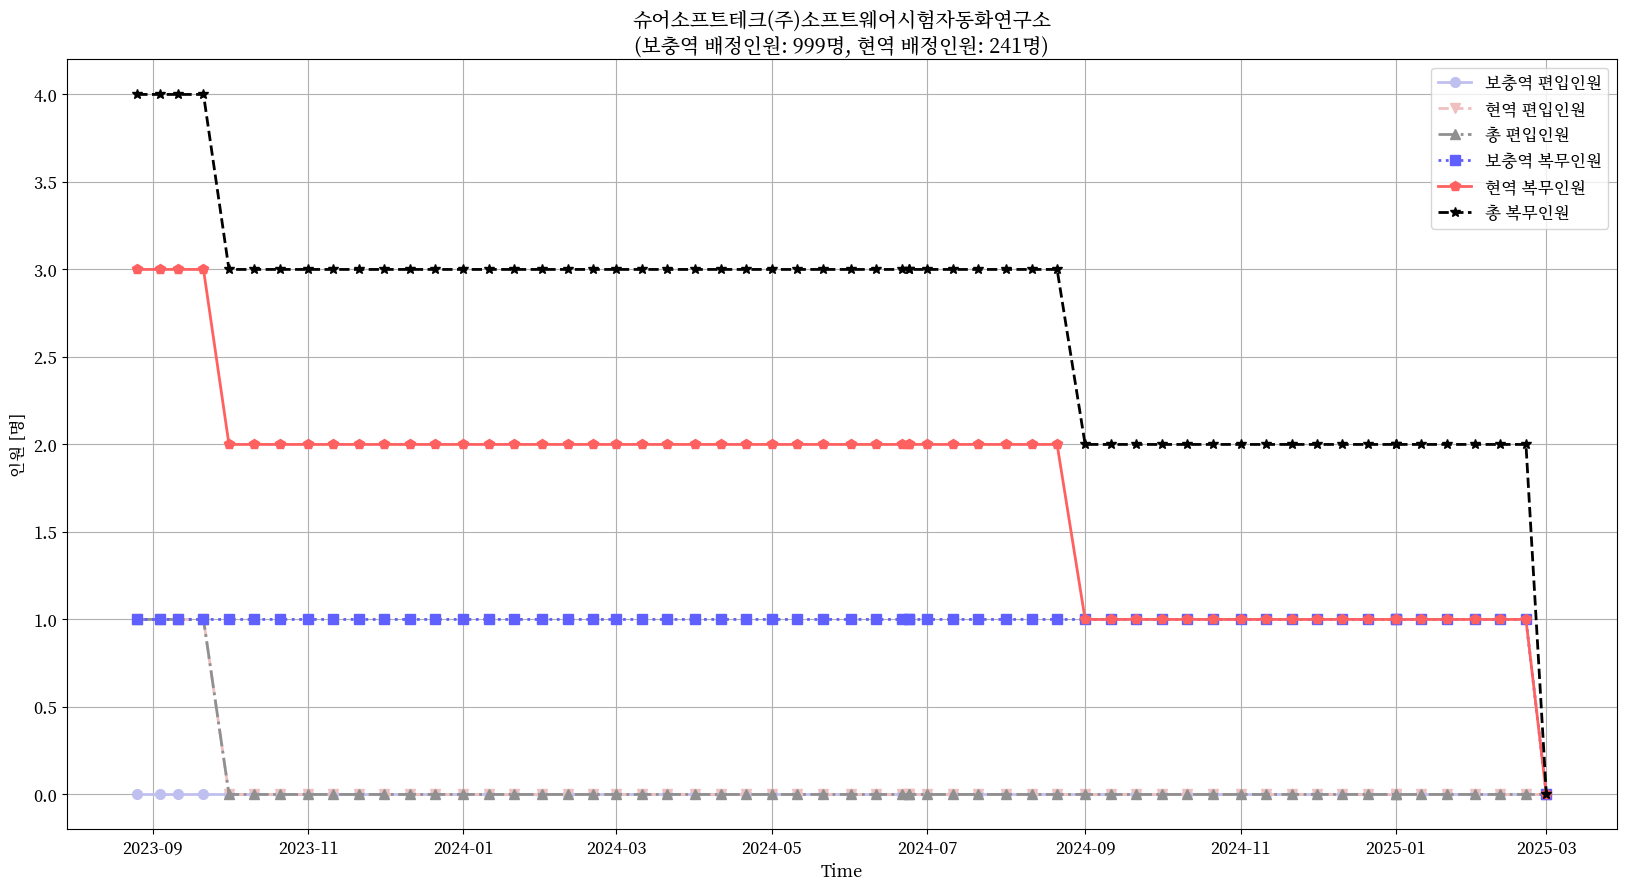 슈어소프트테크(주)소프트웨어시험자동화연구소
(보충역 배정인원: 999명, 현역 배정인원: 241명)
보충역 편입인원
현역 편입인원
총 편입인원
보충역 복무인원
현역 복무인원
총 복무인원
인원 [명]
4.0
3.5
3.0
2.5
2.0
1.5
1.0
0.5
0.0
2023-09
2023-11
2024-01
2024-03
2024-05
2024-07
2024-09
2024-11
2025-01
2025-03
Time